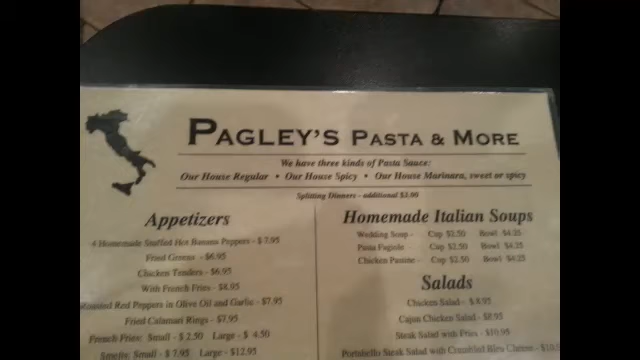 PAGLEY'S PASTA & MORE
We have three kinds of Pasta Sauce:
Our House Regular • Our House Spicy • Our House Marinara, sweet or spicy
Splitting Dinners - additional $3.00
Appetizers
4 Homemade Stuffed Hot Banana Peppers - $7.95
Fried Greens - $6.95
Chicken Tenders - $6.95
With French Fries - $8.95
Roasted Red Peppers in Olive Oil and Garlic - $7.95
Fried Calamari Rings - $7.95
French Fries: Small - $2.50 Large - $4.50
Smelts: Small - $7.95 Large - $12.95
Homemade Italian Soups
Wedding Soup - Cup $2.50 Bowl $4.25
Pasta Fagiole - Cup $2.50 Bowl $4.25
Chicken Pastine - Cup $2.50 Bowl $4.25
Salads
Chicken Salad - $8.95
Cajun Chicken Salad - $8.95
Steak Salad with Fries - $10.95
Portobello Steak Salad with Crumbled Bleu Cheese